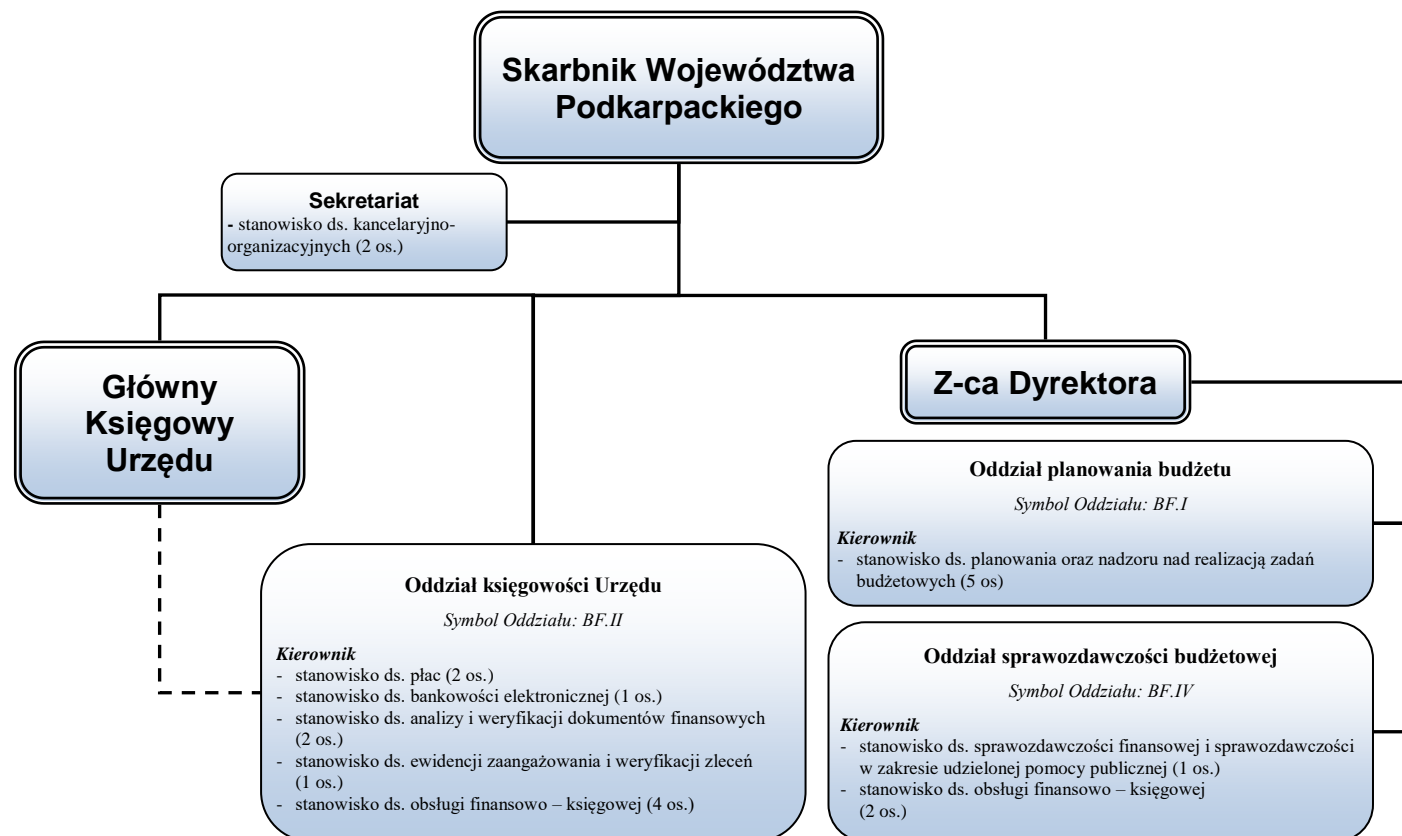 Skarbnik Województwa
Podkarpackiego
Sekretariat
- stanowisko ds. kancelaryjno-
organizacyjnych (2 os.)
Główny
Księgowy
Urzędu
Z-ca Dyrektora
Oddział planowania budżetu
Symbol Oddziału: BF.I
Kierownik
- stanowisko ds. planowania oraz nadzoru nad realizacją zadań
budżetowych (5 os)
Oddział księgowości Urzędu
Symbol Oddziału: BF.II
Kierownik
- stanowisko ds. płac (2 os.)
- stanowisko ds. bankowości elektronicznej (1 os.)
- stanowisko ds. analizy i weryfikacji dokumentów finansowych
(2 os.)
- stanowisko ds. ewidencji zaangażowania i weryfikacji zleceń
(1 os.)
- stanowisko ds. obsługi finansowo – księgowej (4 os.)
Oddział sprawozdawczości budżetowej
Symbol Oddziału: BF.IV
Kierownik
- stanowisko ds. sprawozdawczości finansowej i sprawozdawczości
w zakresie udzielonej pomocy publicznej (1 os.)
- stanowisko ds. obsługi finansowo – księgowej
(2 os.)